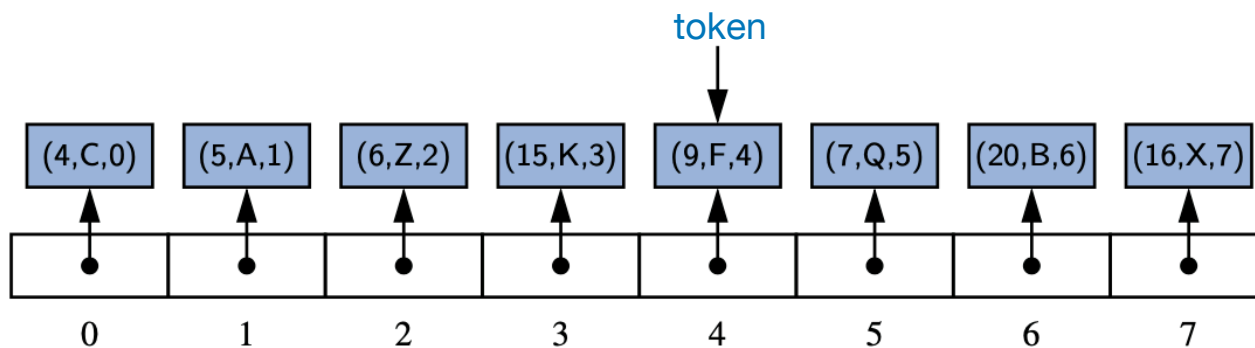 token
(4,C,0) (5,A,1) (6,Z,2) (15,K,3) (9,F,4) (7,Q,5) (20,B,6) (16,X,7)
0 1 2 3 4 5 6 7